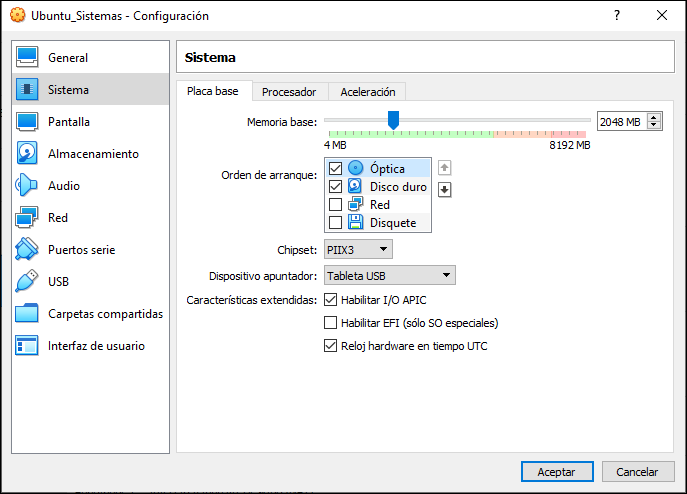 Ubuntu_Sistemas - Configuración
General
Sistema
Pantalla
Almacenamiento
Audio
Red
Puertos serie
USB
Carpetas compartidas
Interfaz de usuario
Sistema
Placa base
Procesador
Aceleración
Memoria base:
2048 MB
4 MB
8192 MB
Orden de arranque:
Óptica
Disco duro
Red
Disquete
Chipset:
PIIX3
Dispositivo apuntador:
Tableta USB
Características extendidas:
Habilitar I/O APIC
Habilitar EFI (sólo SO especiales)
Reloj hardware en tiempo UTC
Aceptar
Cancelar